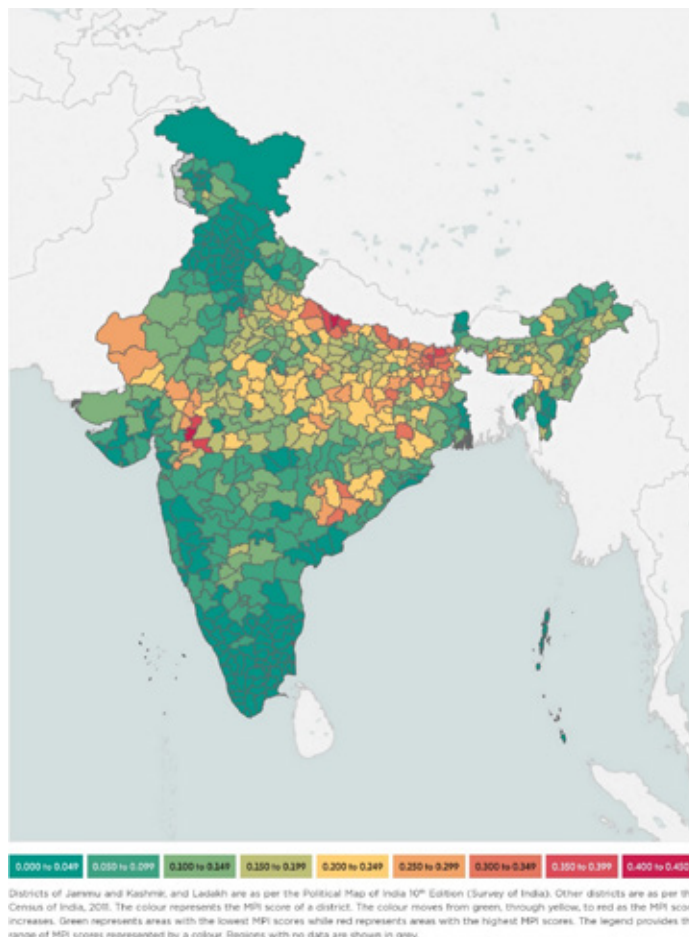 0.000 to 0.049 0.050 to 0.099 0.100 to 0.149 0.150 to 0.199 0.200 to 0.249 0.250 to 0.299 0.300 to 0.349 0.350 to 0.399 0.400 to 0.450
Districts of Jammu and Kashmir, and Ladakh are as per the Political Map of India 10th Edition (Survey of India). Other districts are as per th
Census of India, 2011. The colour represents the MPI score of a district. The colour moves from green, through yellow, to red as the MPI scor
increases. Green represents areas with the lowest MPI scores while red represents areas with the highest MPI scores. The legend provides th
range of MPI scores represented by a colour. Regions with no data are shown in grey.